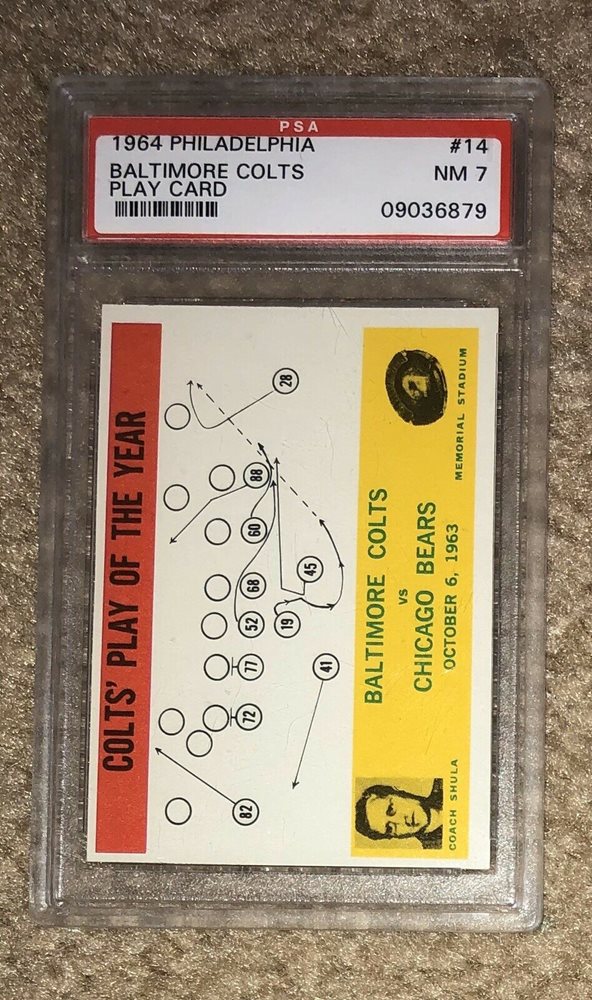 PSA
1964 PHILADELPHIA #14
BALTIMORE COLTS NM 7
PLAY CARD
09036879
COLTS' PLAY OF THE YEAR
82
72
77
52
68
60
88
28
19
45
41
COACH SHULA
BALTIMORE COLTS
vs
CHICAGO BEARS
OCTOBER 6, 1963
MEMORIAL STADIUM